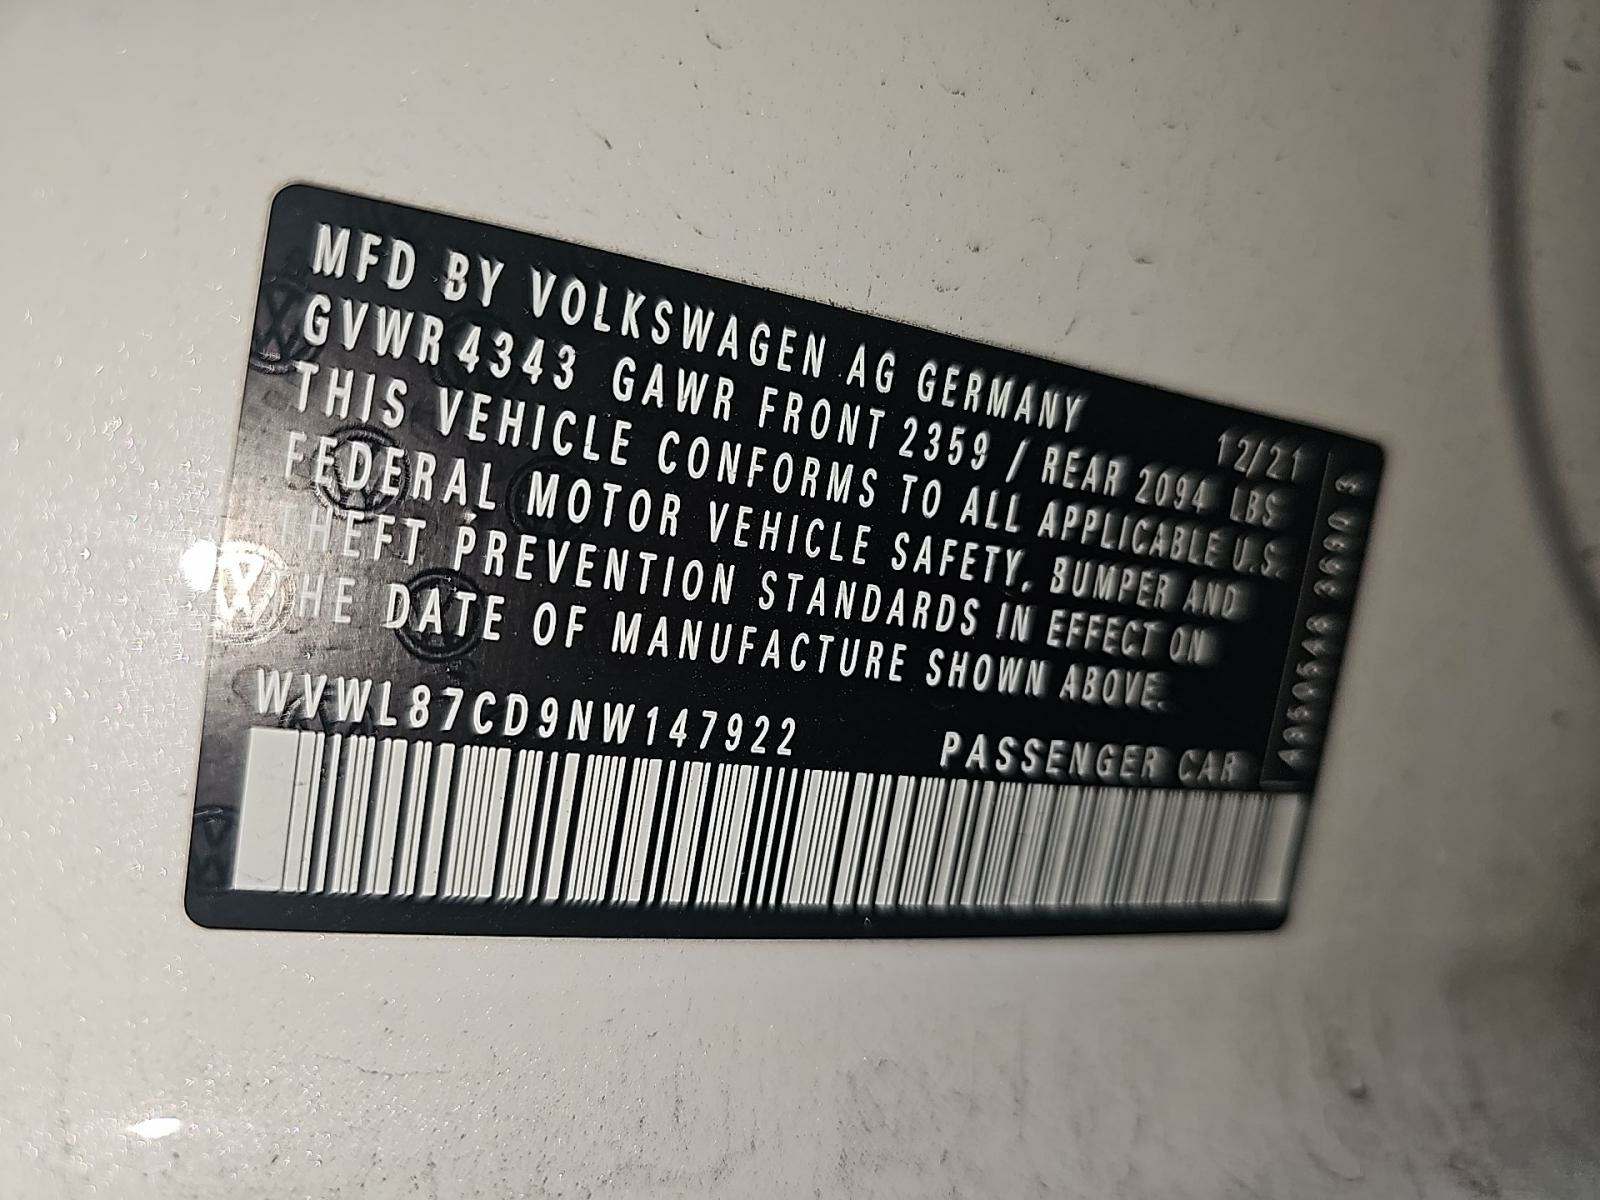 MFD BY VOLKSWAGEN AG GERMANY 12/21
GVWR 4343 GAWR FRONT 2359 / REAR 2094 LBS
THIS VEHICLE CONFORMS TO ALL APPLICABLE U.S.
FEDERAL MOTOR VEHICLE SAFETY, BUMPER AND
THEFT PREVENTION STANDARDS IN EFFECT ON
THE DATE OF MANUFACTURE SHOWN ABOVE.
WVWL87CD9NW147922 PASSENGER CAR